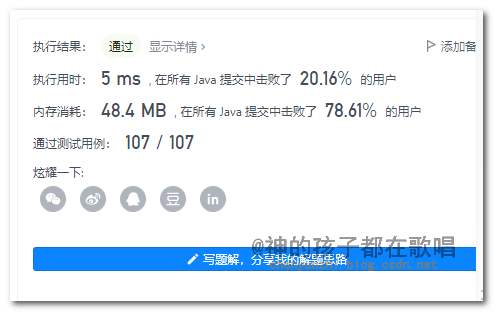 执行结果： 通过 显示详情 › 添加备
执行用时： 5 ms , 在所有 Java 提交中击败了 20.16% 的用户
内存消耗： 48.4 MB , 在所有 Java 提交中击败了 78.61% 的用户
通过测试用例： 107 / 107
炫耀一下:
豆 in
@神的孩子都在歌唱
写题解，分享我的解题思路